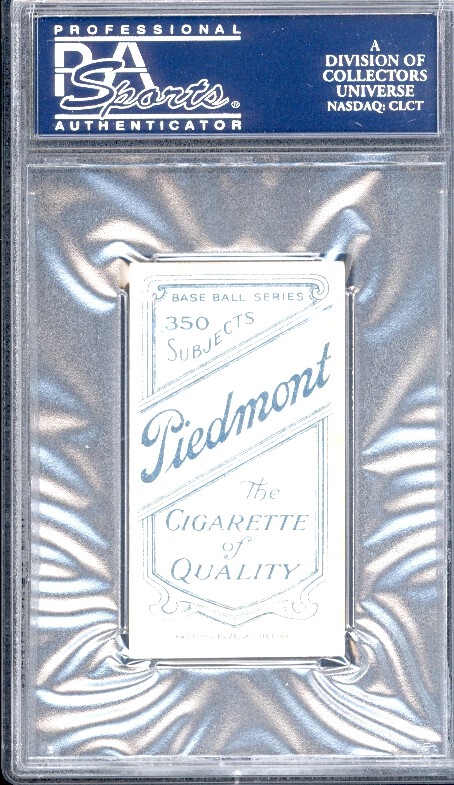 PROFESSIONAL
PSA
Sports®
AUTHENTICATOR
A
DIVISION OF
COLLECTORS
UNIVERSE
NASDAQ: CLCT
BASE BALL SERIES
350
SUBJECTS
Piedmont
The
CIGARETTE
of
QUALITY